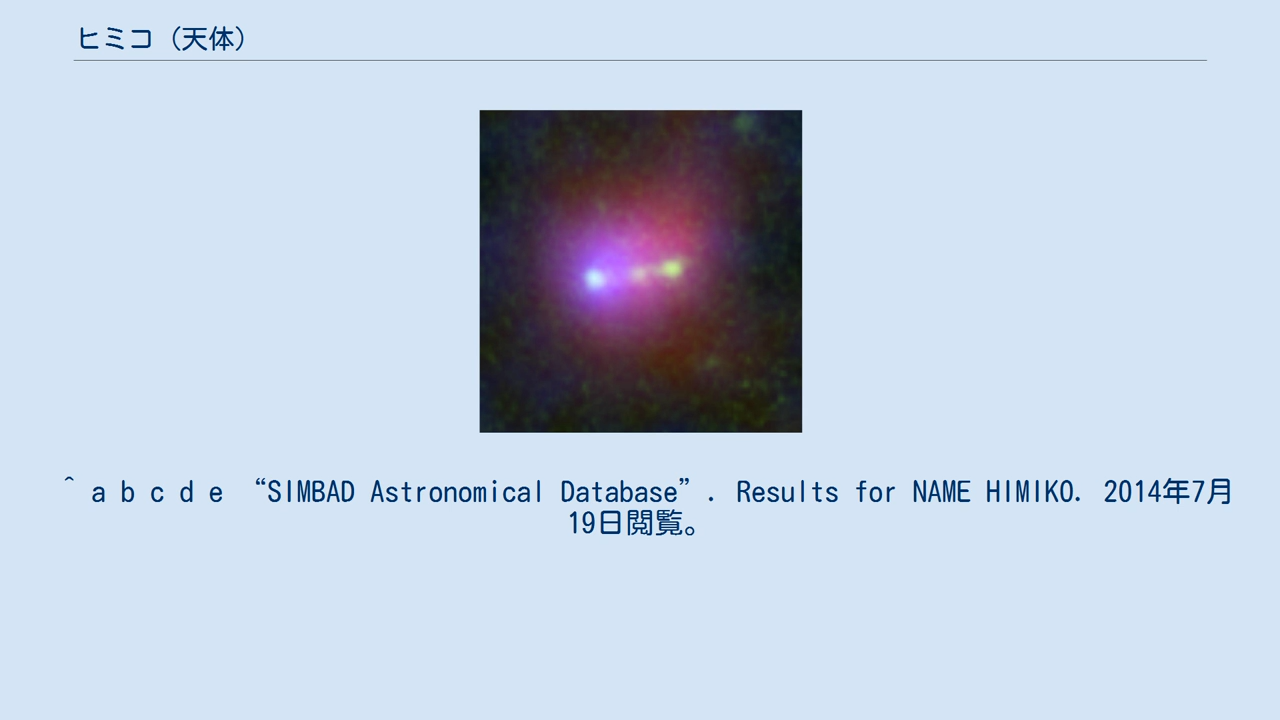 ヒミコ（天体）
^ a b c d e “SIMBAD Astronomical Database”. Results for NAME HIMIKO. 2014年7月
19日閲覧。